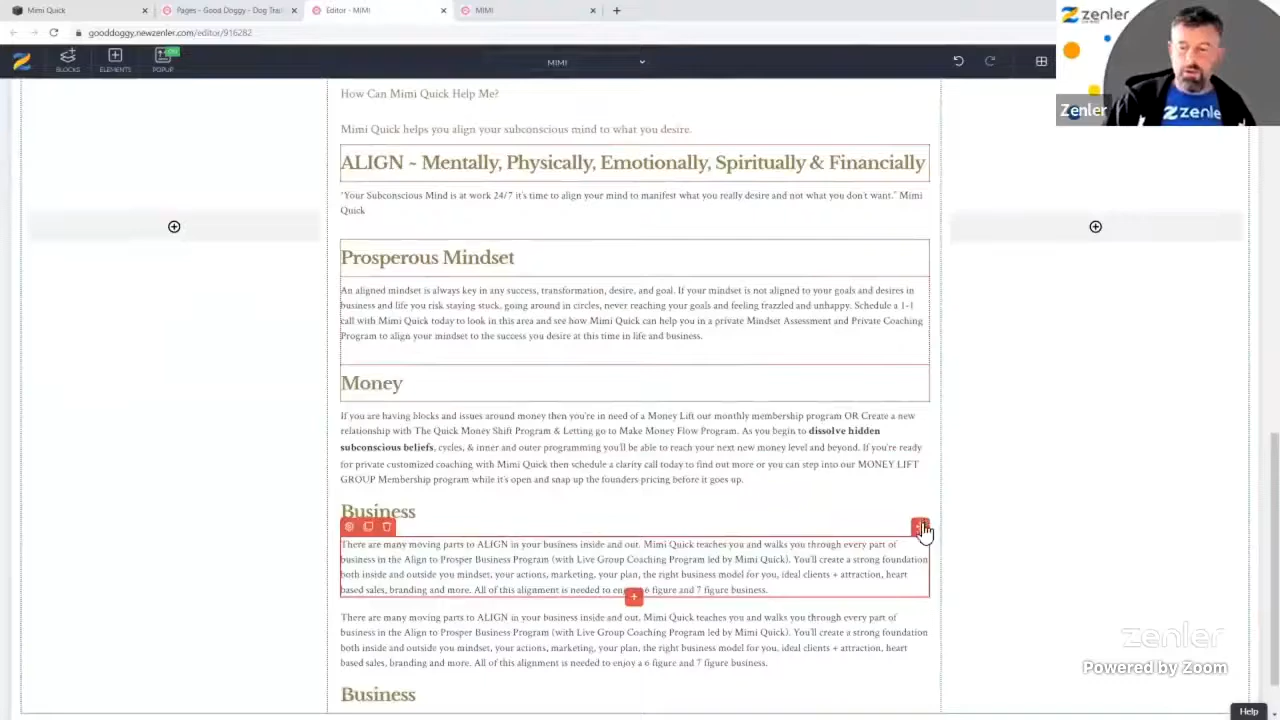 Mimi Quick
Pages - Good Doggy - Dog Trai
Editor - MIMI
MIMI
gooddoggy.newzenler.com/editor/916282
BLOCKS
ELEMENTS
POPUP
MIMI
zenler
zenler
Zenler
How Can Mimi Quick Help Me?
Mimi Quick helps you align your subconscious mind to what you desire.
ALIGN ~ Mentally, Physically, Emotionally, Spiritually & Financially
"Your Subconscious Mind is at work 24/7 it's time to align your mind to manifest what you really desire and not what you don't want." Mimi
Quick
Prosperous Mindset
An aligned mindset is always key in any success, transformation, desire, and goal. If your mindset is not aligned to your goals and desires in
business and life you risk staying stuck, going around in circles, never reaching your goals and feeling frazzled and unhappy. Schedule a 1-1
call with Mimi Quick today to look in this area and see how Mimi Quick can help you in a private Mindset Assessment and Private Coaching
Program to align your mindset to the success you desire at this time in life and business.
Money
If you are having blocks and issues around money then you're in need of a Money Lift our monthly membership program OR Create a new
relationship with The Quick Money Shift Program & Letting go to Make Money Flow Program. As you begin to dissolve hidden
subconscious beliefs, cycles, & inner and outer programming you'll be able to reach your next new money level and beyond. If you're ready
for private customized coaching with Mimi Quick then schedule a clarity call today to find out more or you can step into our MONEY LIFT
GROUP Membership program while it's open and snap up the founders pricing before it goes up.
Business
There are many moving parts to ALIGN in your business inside and out. Mimi Quick teaches you and walks you through every part of
business in the Align to Prosper Business Program (with Live Group Coaching Program led by Mimi Quick). You'll create a strong foundation
both inside and outside you mindset, your actions, marketing, your plan, the right business model for you, ideal clients + attraction, heart
based sales, branding and more. All of this alignment is needed to 6 figure and 7 figure business.
There are many moving parts to ALIGN in your business inside and out. Mimi Quick teaches you and walks you through every part of
business in the Align to Prosper Business Program (with Live Group Coaching Program led by Mimi Quick). You'll create a strong foundation
both inside and outside you mindset, your actions, marketing, your plan, the right business model for you, ideal clients + attraction, heart
based sales, branding and more. All of this alignment is needed to enjoy a 6 figure and 7 figure business.
Business
zenler
Powered by Zoom
Help